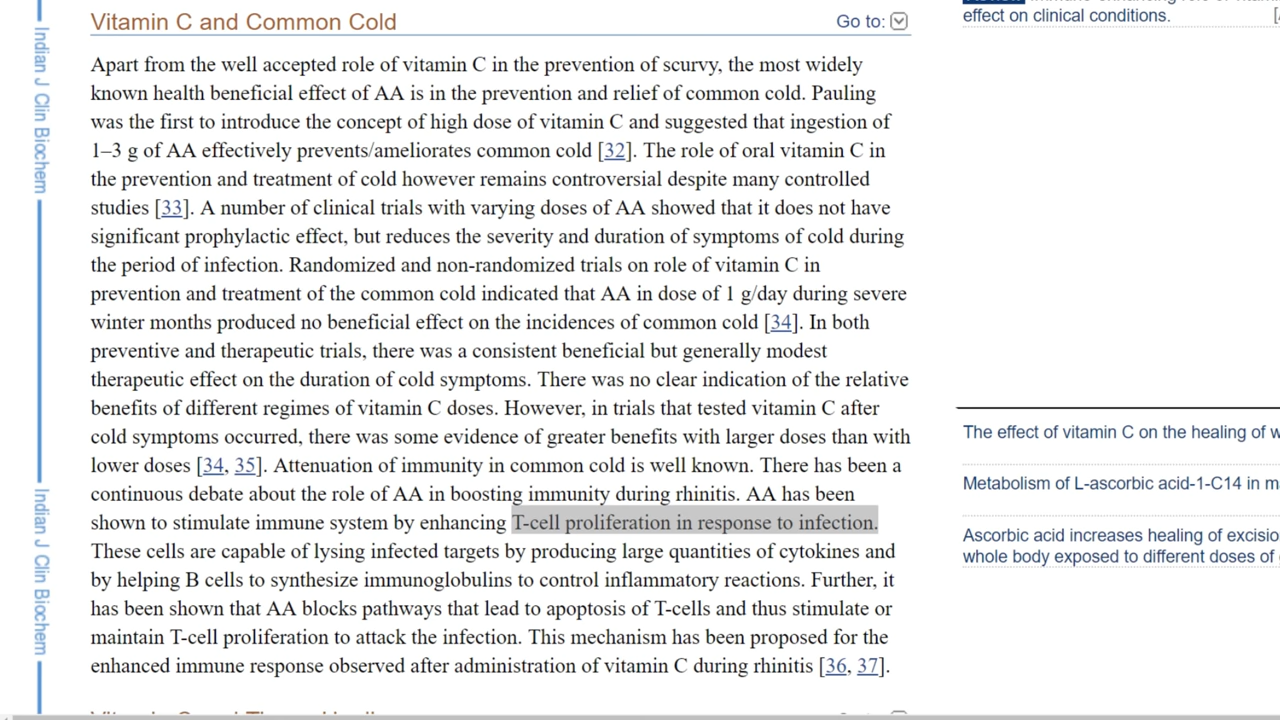 Vitamin C and Common Cold
Go to:
Apart from the well accepted role of vitamin C in the prevention of scurvy, the most widely
known health beneficial effect of AA is in the prevention and relief of common cold. Pauling
was the first to introduce the concept of high dose of vitamin C and suggested that ingestion of
1–3 g of AA effectively prevents/ameliorates common cold [32]. The role of oral vitamin C in
the prevention and treatment of cold however remains controversial despite many controlled
studies [33]. A number of clinical trials with varying doses of AA showed that it does not have
significant prophylactic effect, but reduces the severity and duration of symptoms of cold during
the period of infection. Randomized and non-randomized trials on role of vitamin C in
prevention and treatment of the common cold indicated that AA in dose of 1 g/day during severe
winter months produced no beneficial effect on the incidences of common cold [34]. In both
preventive and therapeutic trials, there was a consistent beneficial but generally modest
therapeutic effect on the duration of cold symptoms. There was no clear indication of the relative
benefits of different regimes of vitamin C doses. However, in trials that tested vitamin C after
cold symptoms occurred, there was some evidence of greater benefits with larger doses than with
lower doses [34, 35]. Attenuation of immunity in common cold is well known. There has been a
continuous debate about the role of AA in boosting immunity during rhinitis. AA has been
shown to stimulate immune system by enhancing T-cell proliferation in response to infection.
These cells are capable of lysing infected targets by producing large quantities of cytokines and
by helping B cells to synthesize immunoglobulins to control inflammatory reactions. Further, it
has been shown that AA blocks pathways that lead to apoptosis of T-cells and thus stimulate or
maintain T-cell proliferation to attack the infection. This mechanism has been proposed for the
enhanced immune response observed after administration of vitamin C during rhinitis [36, 37].
Indian J Clin Biochem
Indian J Clin Biochem
effect on clinical conditions.
The effect of vitamin C on the healing of
Metabolism of L-ascorbic acid-1-C14 in
Ascorbic acid increases healing of
whole body exposed to different doses of